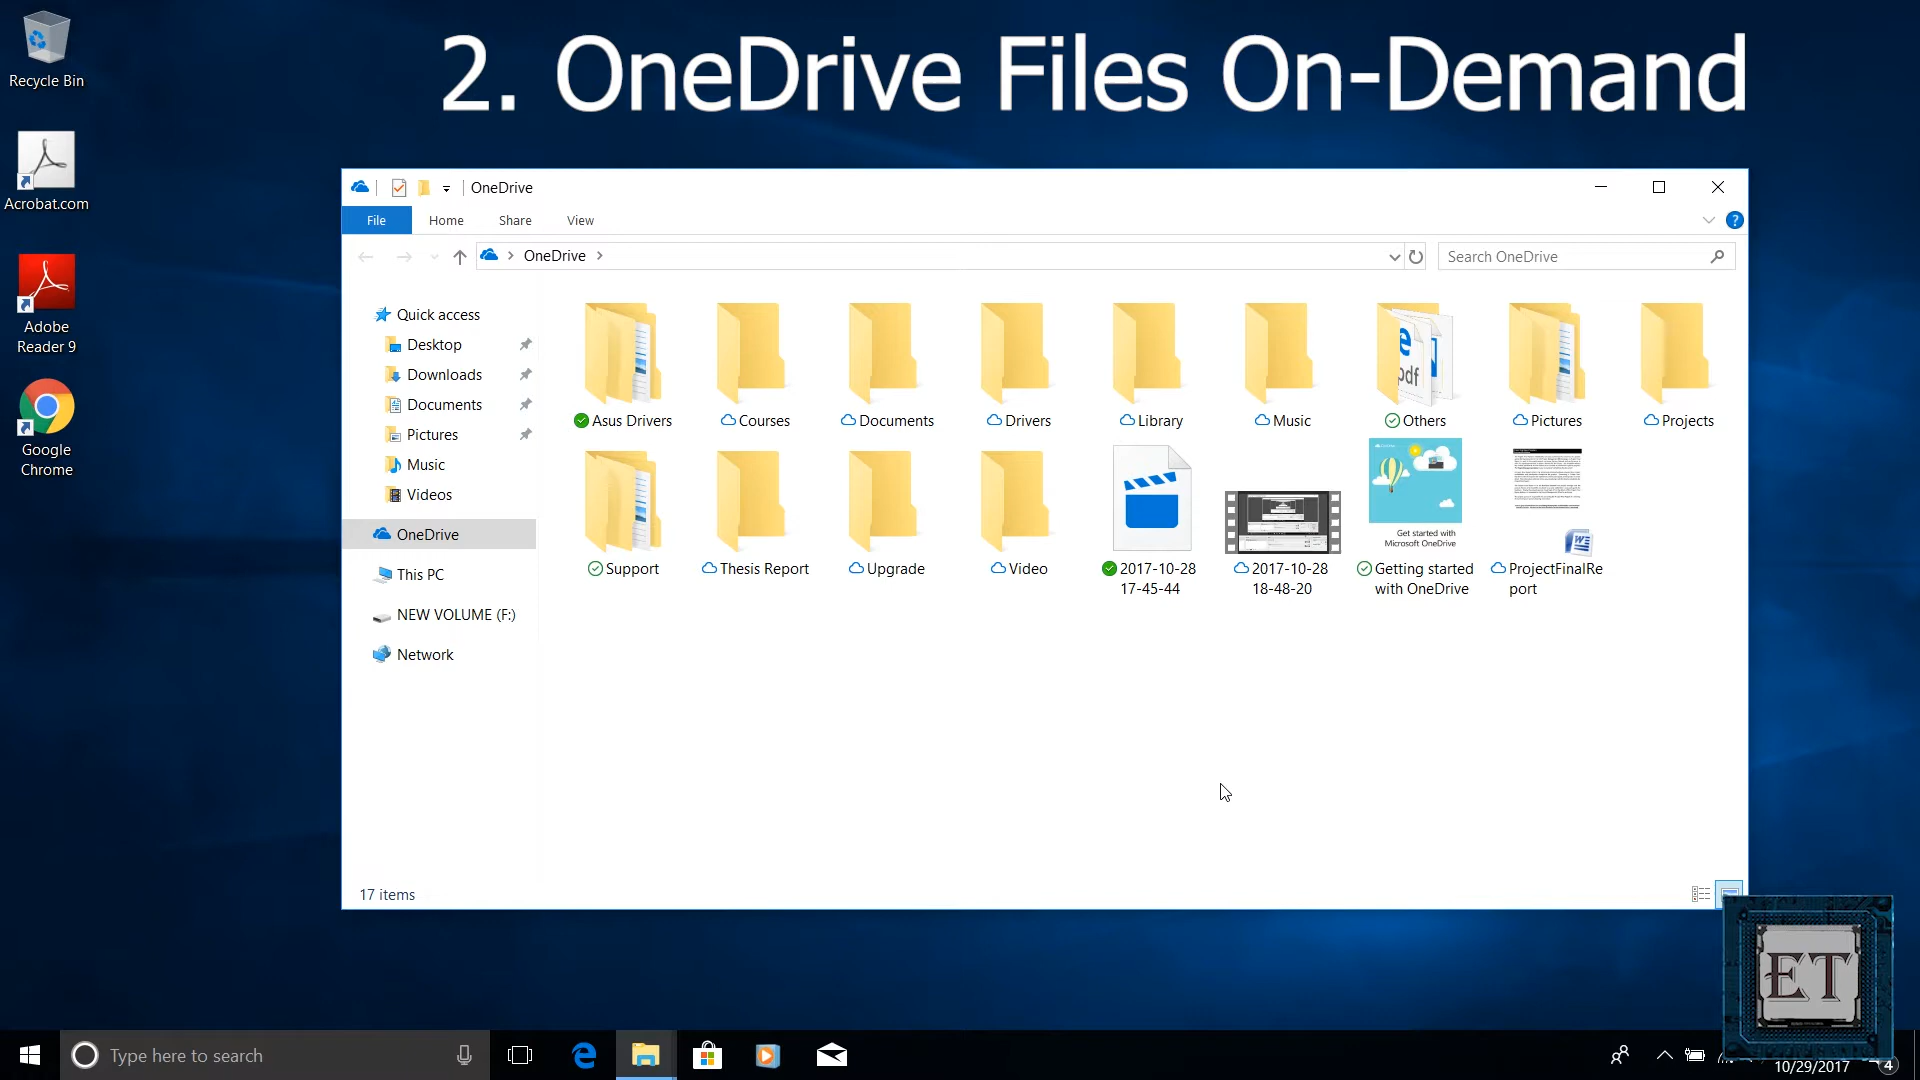 2. OneDrive Files On-Demand
Recycle Bin
Acrobat.com
Adobe
Reader 9
Google
Chrome
OneDrive
File Home Share View
?
OneDrive
Search OneDrive
Quick access
Desktop
Downloads
Documents
Pictures
Music
Videos
OneDrive
This PC
NEW VOLUME (F:)
Network
pdf
Asus Drivers Courses Documents Drivers Library Music Others Pictures Projects
Get started with
Microsoft OneDrive
Support Thesis Report Upgrade Video 2017-10-28 2017-10-28 Getting started ProjectFinalRe
17-45-44 18-48-20 with OneDrive port
17 items
ET
Type here to search
10/29/2017
4